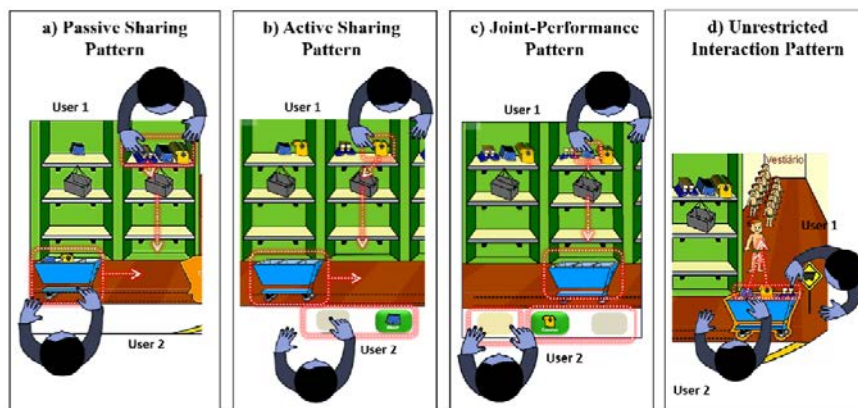 a) Passive Sharing
Pattern
User 1
User 2
b) Active Sharing
Pattern
User 1
User 2
c) Joint-Performance
Pattern
User 1
User 2
d) Unrestricted
Interaction Pattern
Vestiário
User 1
User 2